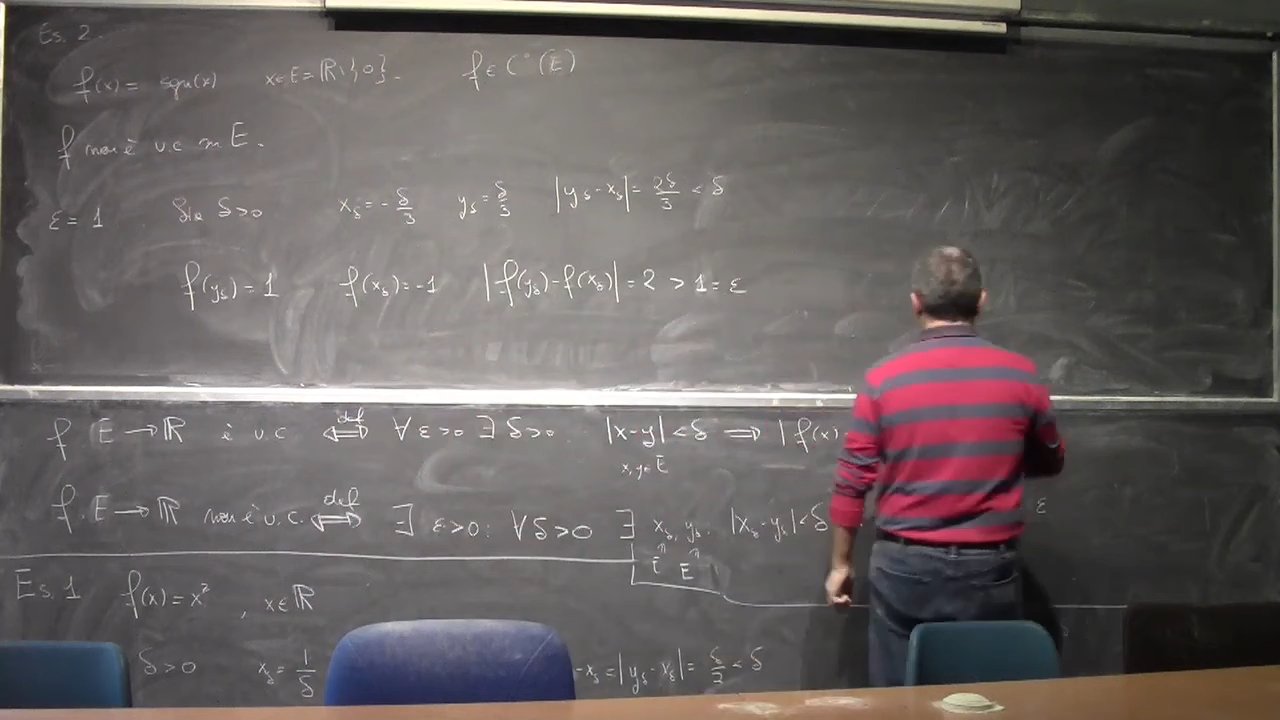 Es. 2.
f(x) = sgn(x) x∈E = ℝ\{0}. f ∈ C°(E)
f non è u.c in E.
ε = 1 Sia δ>0 x_δ = -δ/3 y_δ = δ/3 |y_δ - x_δ| = 2δ/3 < δ
f(y_δ) = 1 f(x_δ) = -1 |f(y_δ) - f(x_δ)| = 2 > 1 = ε
f E → ℝ è u.c ⇔ def ∀ ε>0 ∃ δ>0. |x-y| < δ ⇒ |f(x)
x, y ∈ E
f. E → ℝ non è u.c. ⇔ def ∃ ε>0: ∀ δ>0 ∃ x_δ, y_δ. |x_δ - y_δ| < δ ε
E E
Es. 1 f(x) = x² , x∈ℝ
δ>0 x_δ = 1/δ - x_δ = |y_δ - x_δ| = δ/2 < δ